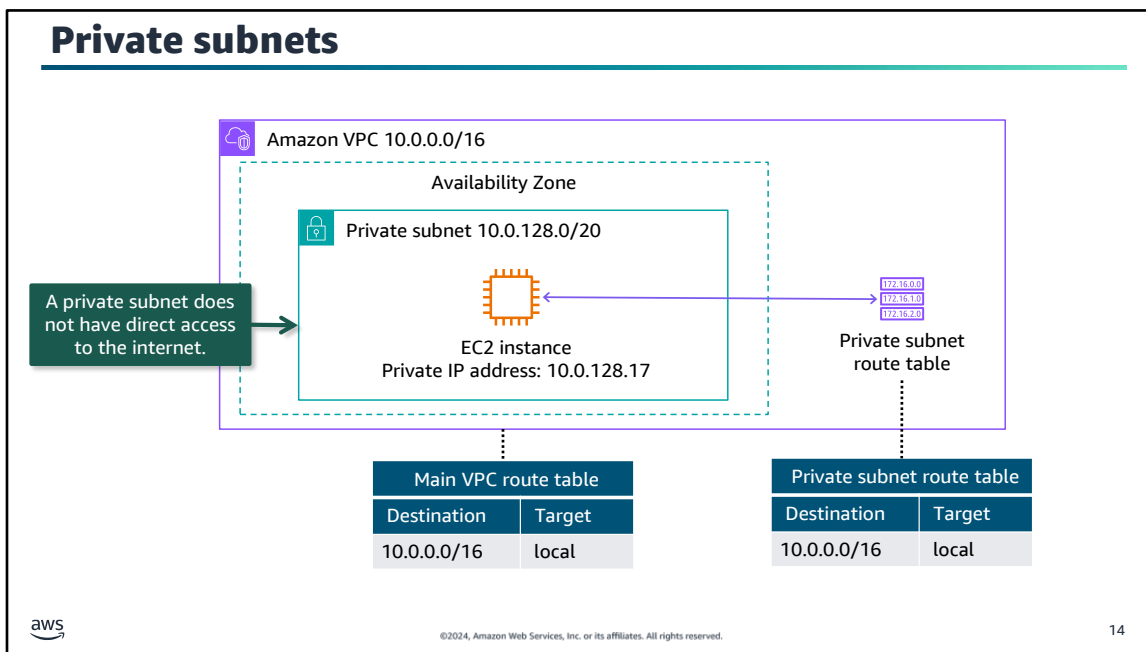 Private subnets
Amazon VPC 10.0.0.0/16
Availability Zone
Private subnet 10.0.128.0/20
A private subnet does
not have direct access
to the internet.
EC2 instance
Private IP address: 10.0.128.17
172.16.0.0
172.16.1.0
172.16.2.0
Private subnet
route table
Main VPC route table
Destination Target
10.0.0.0/16 local
Private subnet route table
Destination Target
10.0.0.0/16 local
aws
©2024, Amazon Web Services, Inc. or its affiliates. All rights reserved.
14